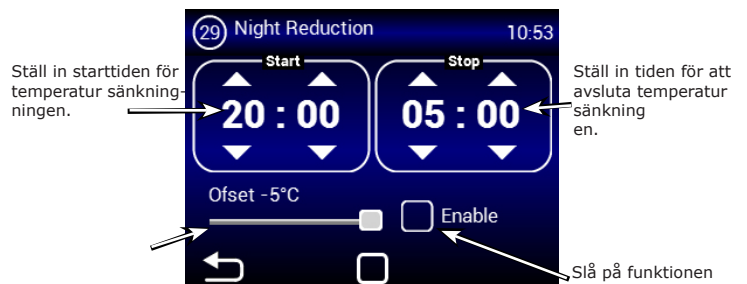 29 Night Reduction 10:53
Ställ in starttiden för
temperatur sänkning-
ningen.
Start
20 : 00
Stop
05 : 00
Ställ in tiden för att
avsluta temperatur
sänkning
en.
Ofset -5°C
Enable
Slå på funktionen